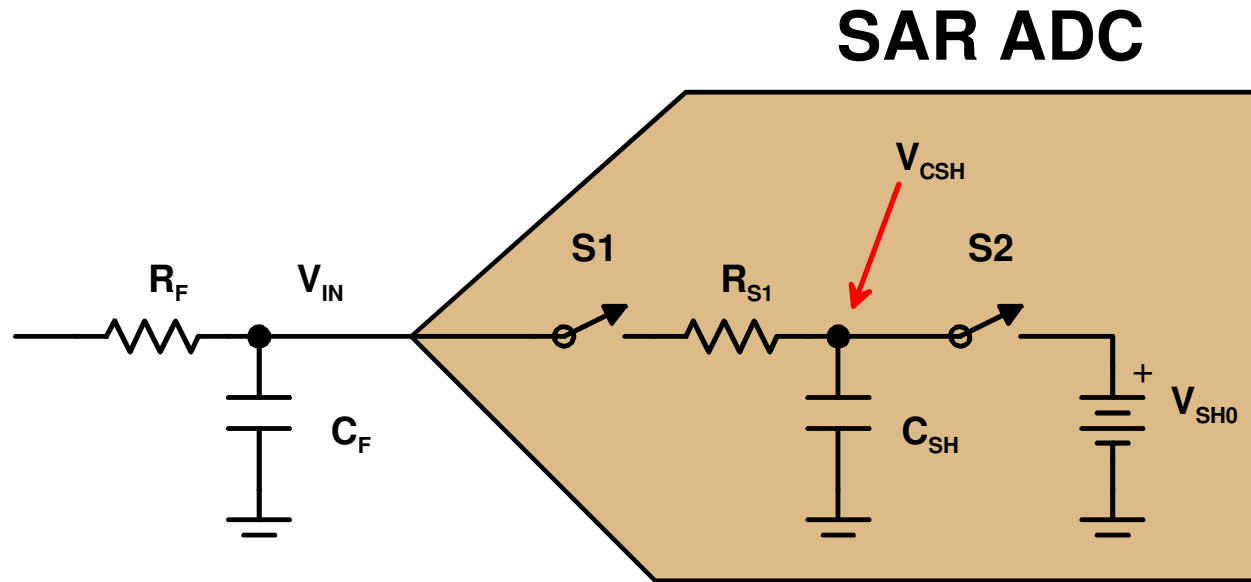 SAR ADC
V_CSH
S1
S2
R_F
V_IN
R_S1
+
V_SH0
C_F
C_SH